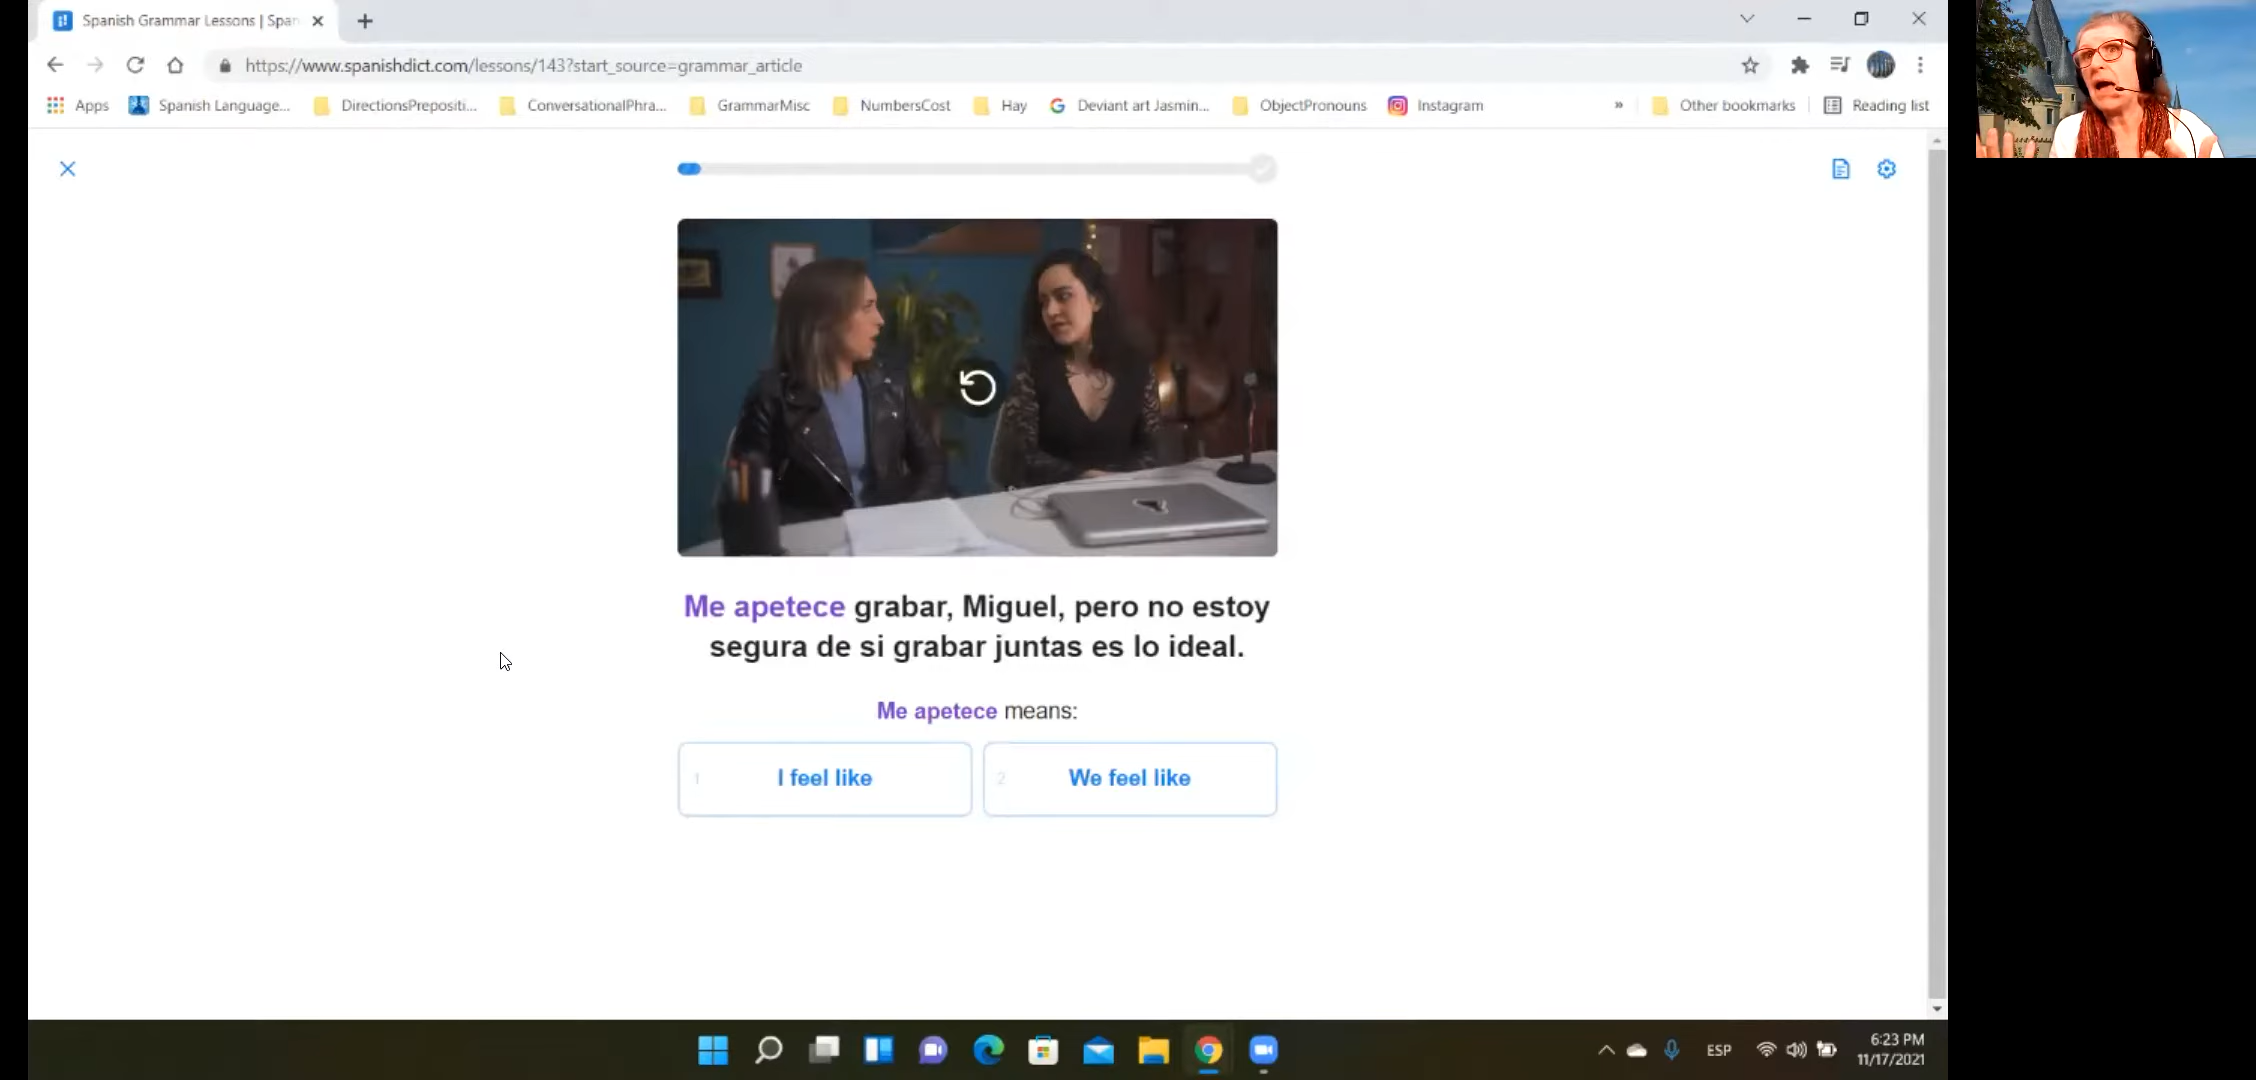 Spanish Grammar Lessons | Span
https://www.spanishdict.com/lessons/143?start_source=grammar_article
Apps Spanish Language... DirectionsPrepositi... ConversationalPhra... GrammarMisc NumbersCost Hay Deviant art Jasmin... ObjectPronouns Instagram » Other bookmarks Reading list
Me apetece grabar, Miguel, pero no estoy
segura de si grabar juntas es lo ideal.
Me apetece means:
1 I feel like 2 We feel like
ESP 6:23 PM
11/17/2021